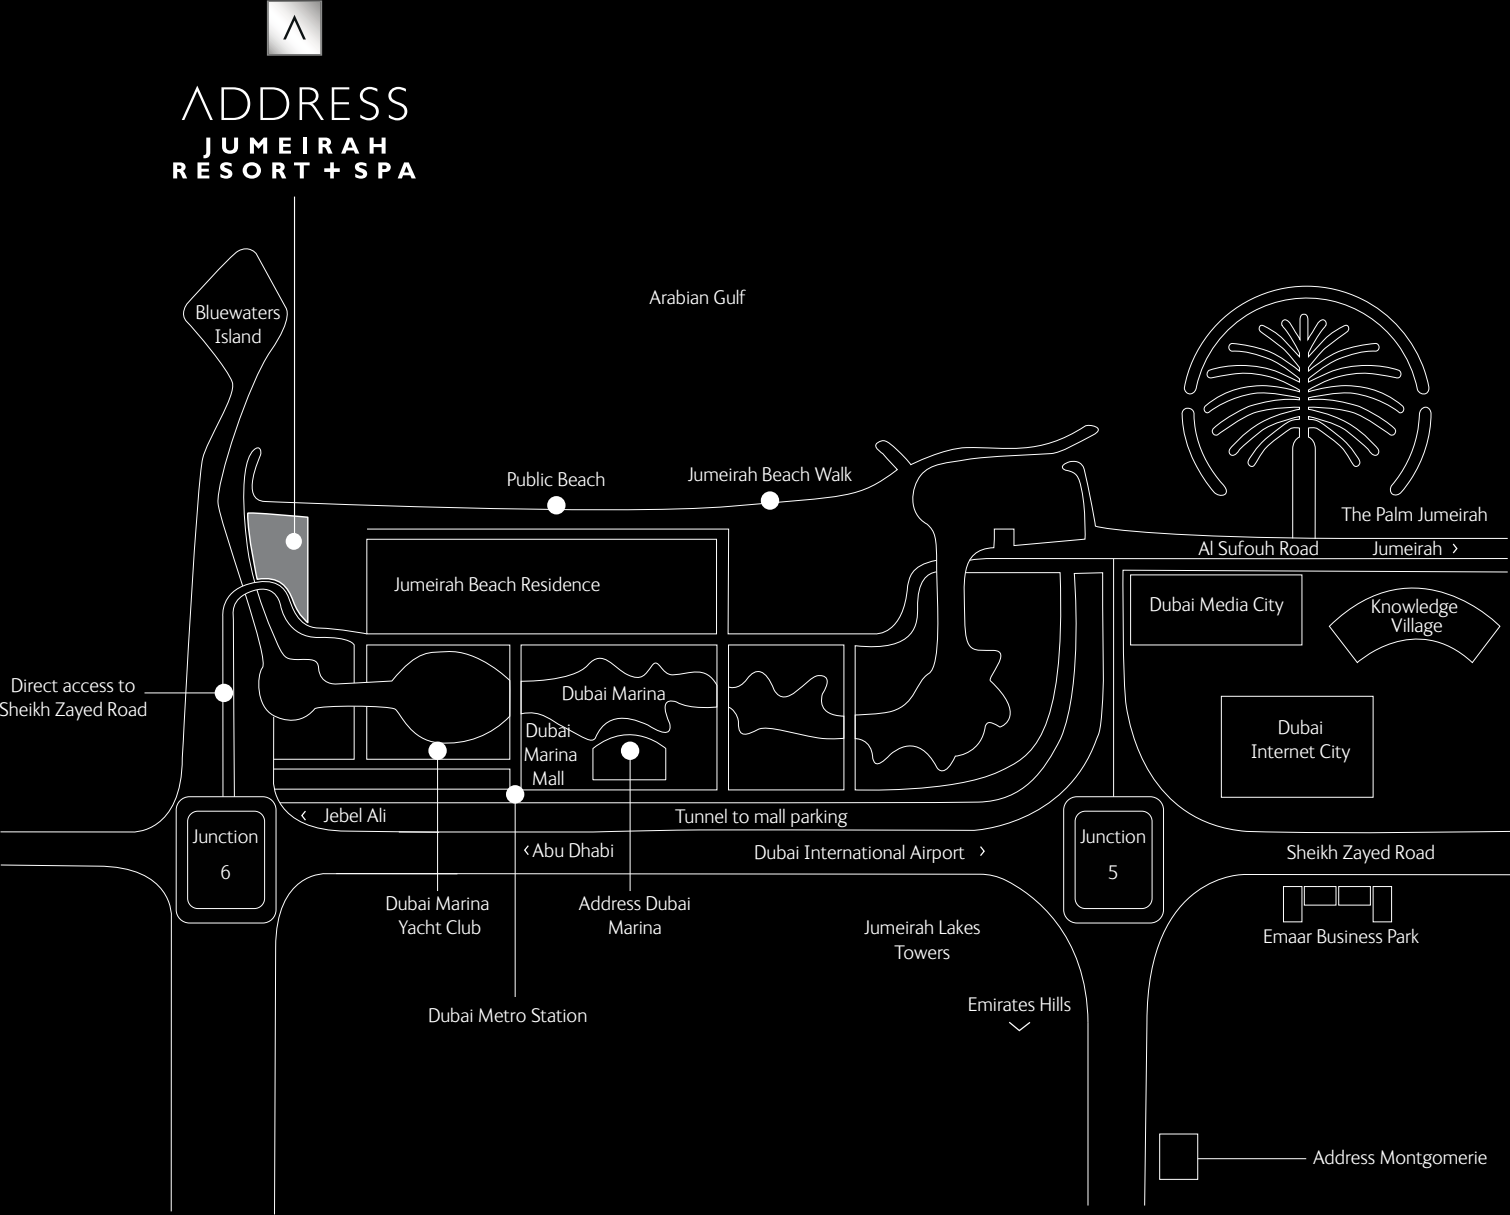 ADDRESS
JUMEIRAH
RESORT + SPA
Arabian Gulf
Bluewaters
Island
Public Beach
Jumeirah Beach Walk
The Palm Jumeirah
Al Sufouh Road
Jumeirah >
Jumeirah Beach Residence
Dubai Media City
Knowledge
Village
Direct access to
Sheikh Zayed Road
Dubai Marina
Dubai
Marina
Mall
Dubai
Internet City
< Jebel Ali
Tunnel to mall parking
Junction
6
< Abu Dhabi
Dubai International Airport >
Junction
5
Sheikh Zayed Road
Dubai Marina
Yacht Club
Address Dubai
Marina
Jumeirah Lakes
Towers
Emaar Business Park
Dubai Metro Station
Emirates Hills
Address Montgomerie